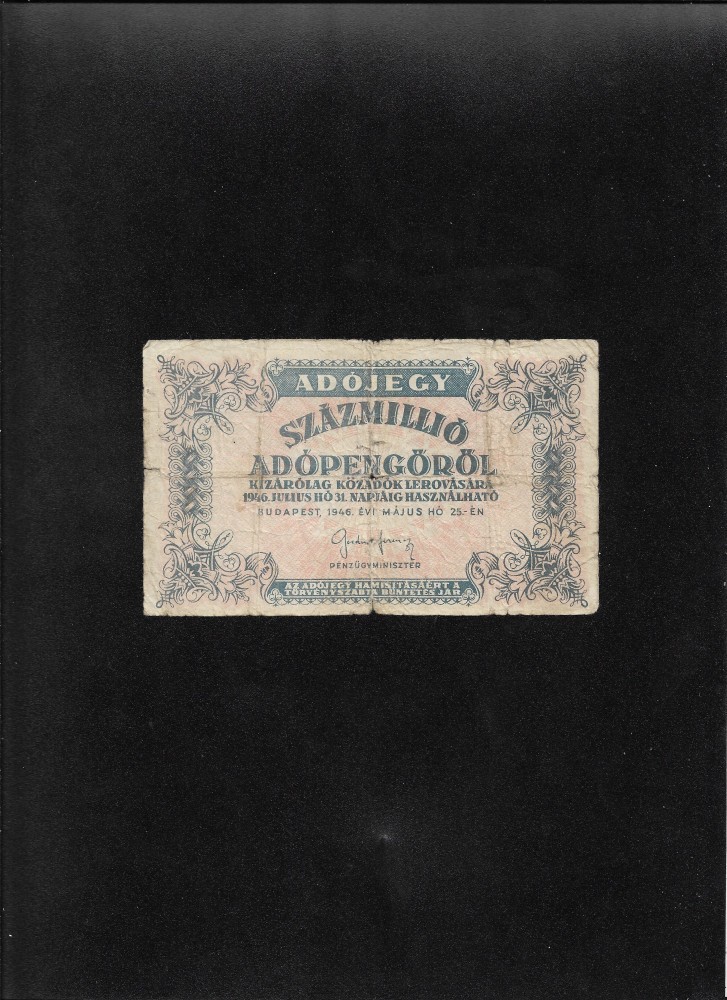 ADÓJEGY
SZÁZMILLIÓ
ADÓPENGŐRŐL
KIZÁRÓLAG KÖZADÓK LEROVÁSÁRA
1946. JULIUS HÓ 31. NAPJÁIG HASZNÁLHATÓ
BUDAPEST, 1946. ÉVI MÁJUS HÓ 25.-ÉN
PÉNZÜGYMINISZTER
AZ ADÓJEGY HAMISÍTÁSÁÉRT A
TÖRVÉNYSZABTA BÜNTETÉS JÁR